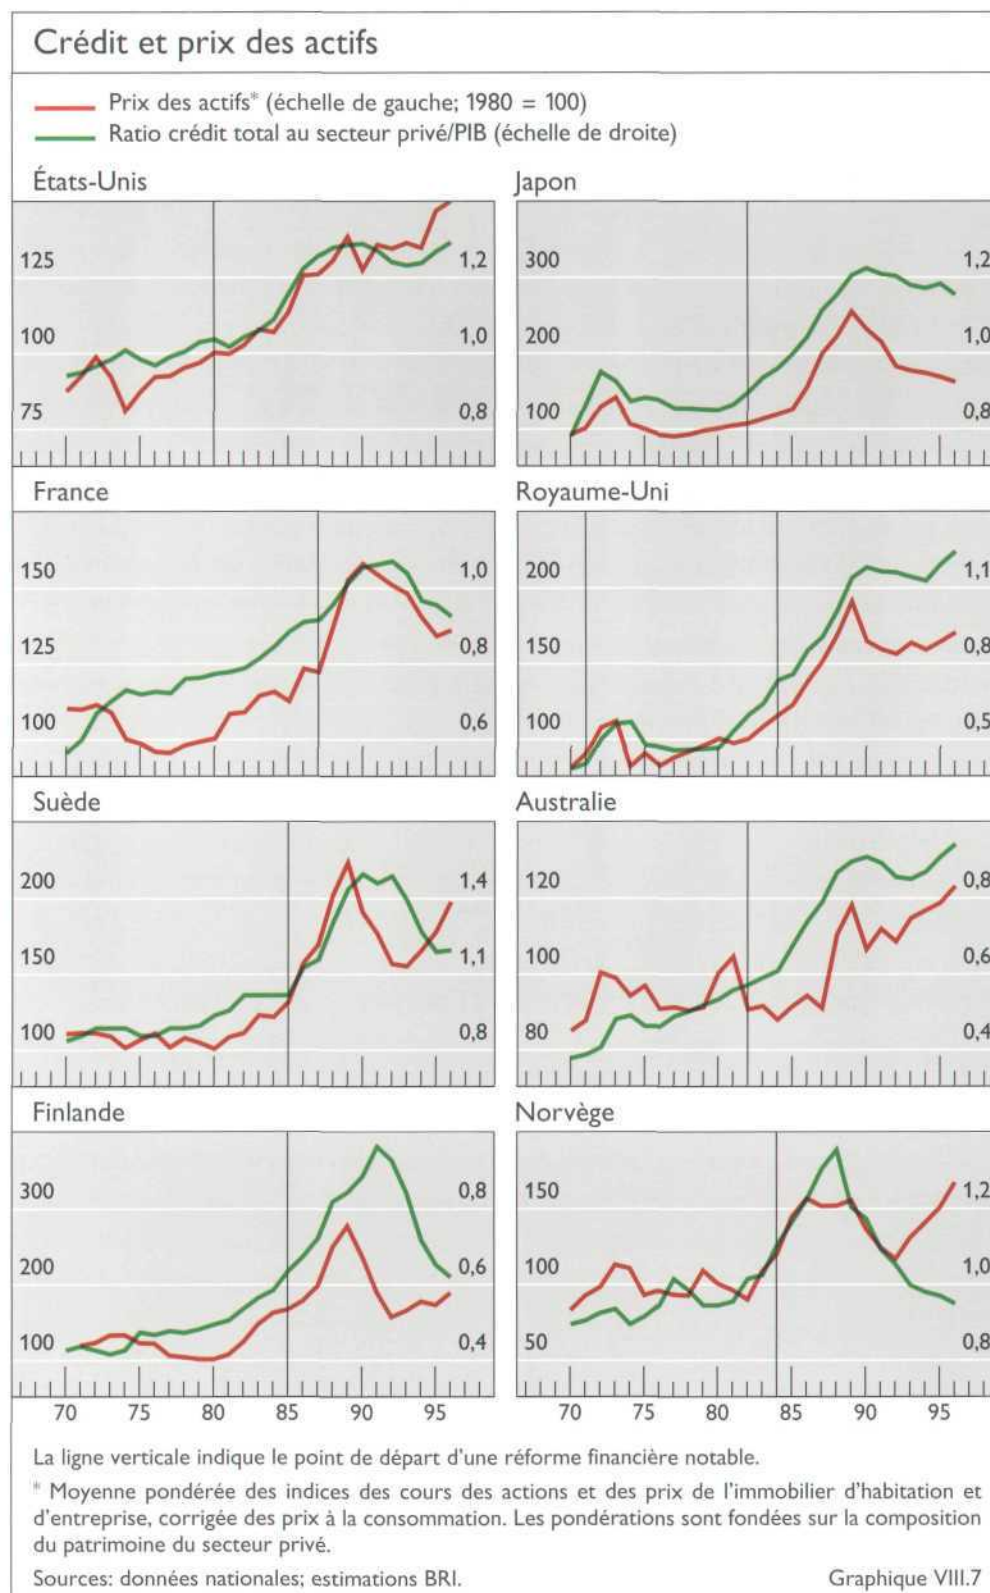 Crédit et prix des actifs
Prix des actifs* (échelle de gauche; 1980 = 100)
Ratio crédit total au secteur privé/PIB (échelle de droite)
États-Unis
125
100
75
1,2
1,0
0,8
Japon
300
200
100
1,2
1,0
0,8
France
150
125
100
1,0
0,8
0,6
Royaume-Uni
200
150
100
1,1
0,8
0,5
Suède
200
150
100
1,4
1,1
0,8
Australie
120
100
80
0,8
0,6
0,4
Finlande
300
200
100
0,8
0,6
0,4
Norvège
150
100
50
1,2
1,0
0,8
70 75 80 85 90 95
70 75 80 85 90 95
La ligne verticale indique le point de départ d'une réforme financière notable.
* Moyenne pondérée des indices des cours des actions et des prix de l'immobilier d'habitation et
d'entreprise, corrigée des prix à la consommation. Les pondérations sont fondées sur la composition
du patrimoine du secteur privé.
Sources: données nationales; estimations BRI.
Graphique VIII.7